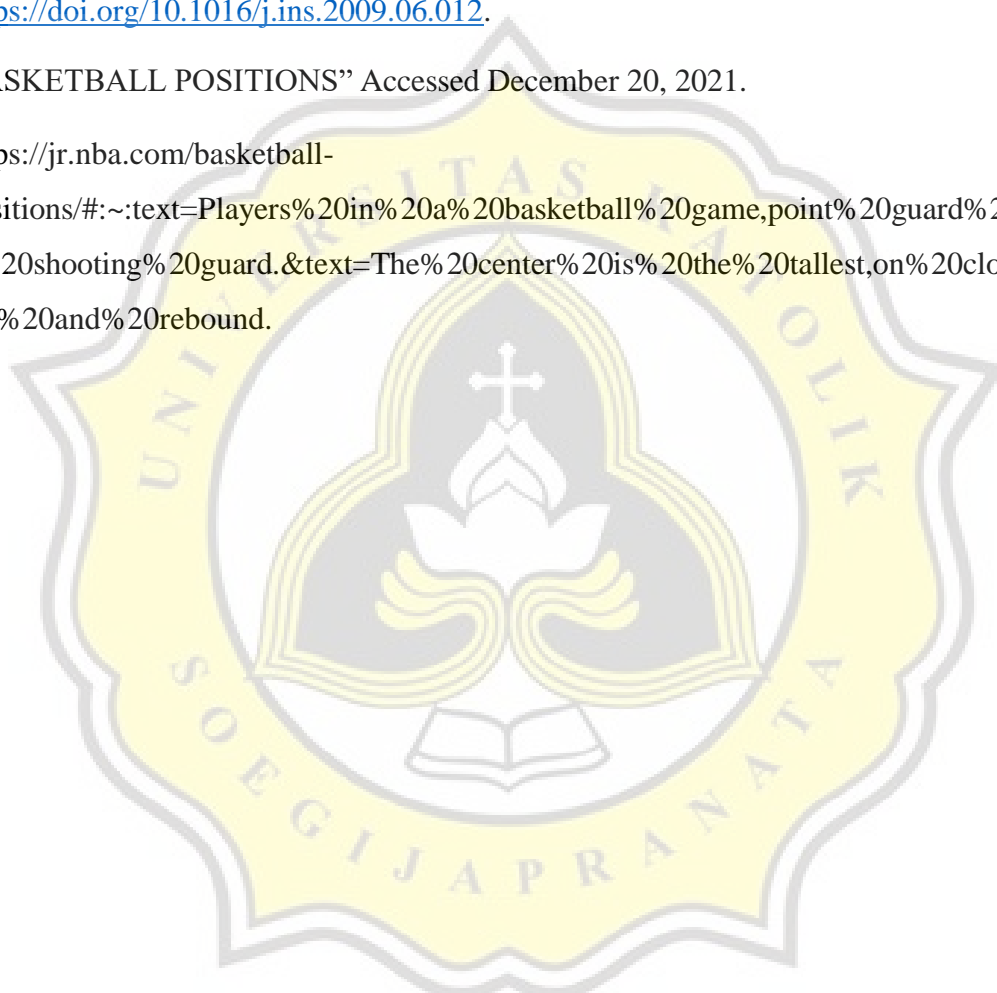 ps://doi.org/10.1016/j.ins.2009.06.012.
ASKETBALL POSITIONS” Accessed December 20, 2021.
ps://jr.nba.com/basketball-
sitions/#:~:text=Players%20in%20a%20basketball%20game,point%20guard%2
20shooting%20guard.&text=The%20center%20is%20the%20tallest,on%20clo
%20and%20rebound.
UNIVERSITAS KATOLIK
SOEGIJAPRANATA